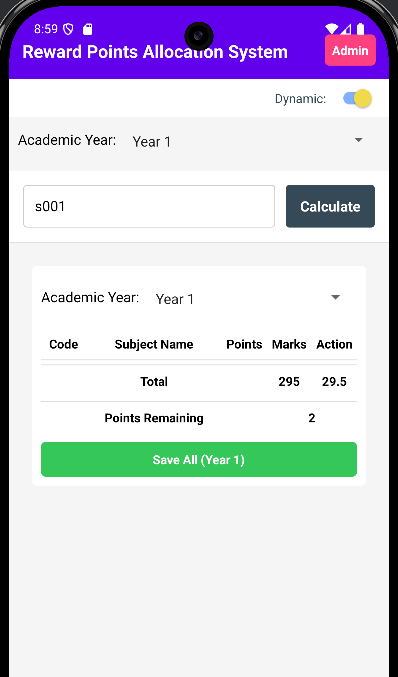 8:59
Reward Points Allocation System
Admin
Dynamic:
Academic Year: Year 1
s001 Calculate
Academic Year: Year 1
Code Subject Name Points Marks Action
Total 295 29.5
Points Remaining 2
Save All (Year 1)